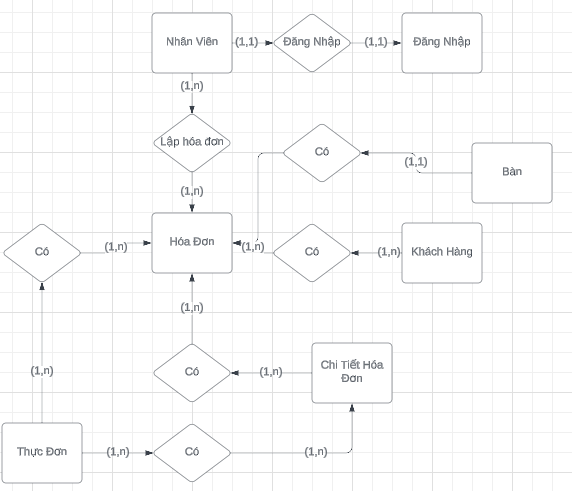 Nhân Viên
(1,1)
Đăng Nhập
(1,1)
Đăng Nhập
(1,n)
Lập hóa đơn
(1,n)
Có
(1,1)
Bàn
Hóa Đơn
(1,n)
Có
(1,n)
Khách Hàng
Có
(1,n)
(1,n)
Có
(1,n)
Chi Tiết Hóa
Đơn
(1,n)
Thực Đơn
(1,n)
Có
(1,n)